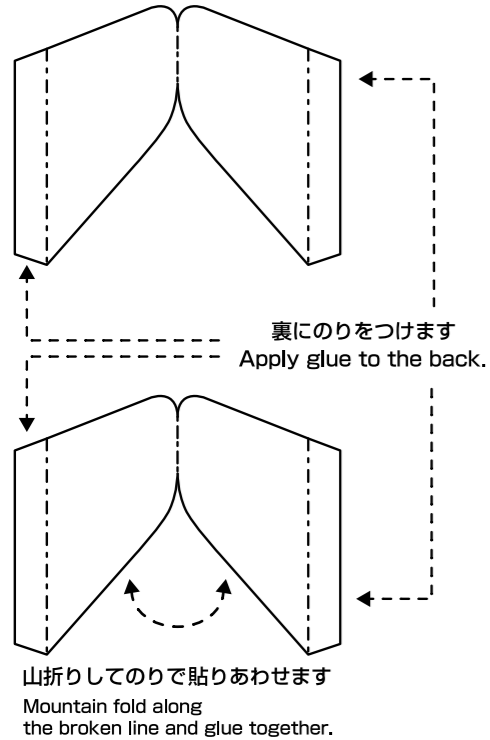 裏にのりをつけます
Apply glue to the back.
山折りしてのりで貼りあわせます
Mountain fold along
the broken line and glue together.